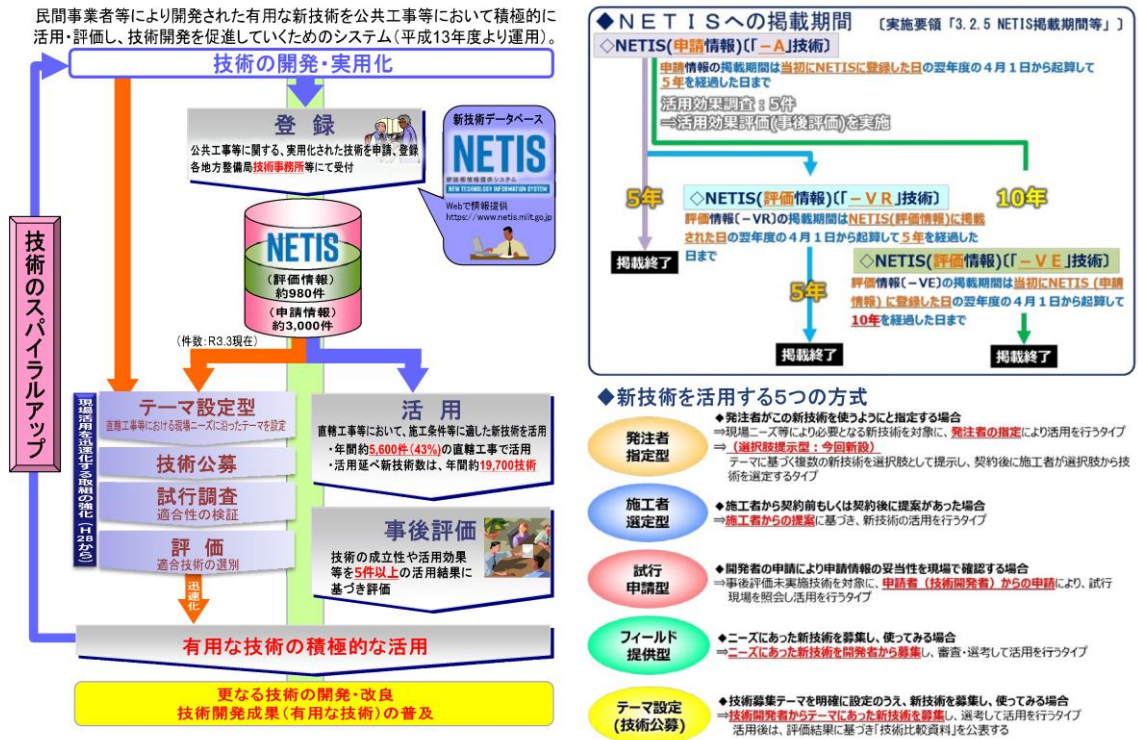 民間事業者等により開発された有用な新技術を公共工事等において積極的に
活用・評価し、技術開発を促進していくためのシステム(平成13年度より運用)。
技術の開発・実用化
登 録
公共工事等に関する、実用化された技術を申請、登録
各地方整備局技術事務所等にて受付
新技術データベース
NETIS
新技術情報提供システム
NEW TECHNOLOGY INFORMATION SYSTEM
Webで情報提供
https://www.netis.mlit.go.jp
NETIS
(評価情報)
約980件
(申請情報)
約3,000件
(件数:R3.3現在)
技術のスパイラルアップ
現場活用を迅速化する取組の強化(H28から)
テーマ設定型
直轄工事等における現場ニーズに沿ったテーマを設定
技術公募
試行調査
適合性の検証
評 価
適合技術の選別
迅速化
活 用
直轄工事等において、施工条件等に適した新技術を活用
・年間約5,600件(43%)の直轄工事で活用
・活用延べ新技術数は、年間約19,700技術
事後評価
技術の成立性や活用効果
等を5件以上の活用結果に
基づき評価
有用な技術の積極的な活用
更なる技術の開発・改良
技術開発成果(有用な技術)の普及
◆NETISへの掲載期間 〔実施要領「3.2.5 NETIS掲載期間等」〕
◇NETIS(申請情報)(「-A」技術)
申請情報の掲載期間は当初にNETISに登録した日の翌年度の4月1日から起算して
5年を経過した日まで
活用効果調査:5件
⇒活用効果評価(事後評価)を実施
5年
掲載終了
◇NETIS(評価情報)(「-VR」技術)
評価情報(-VR)の掲載期間はNETIS(評価情報)に掲載
された日の翌年度の4月1日から起算して5年を経過した
日まで
5年
掲載終了
10年
◇NETIS(評価情報)(「-VE」技術)
評価情報(-VE)の掲載期間は当初にNETIS(申請
情報)に登録した日の翌年度の4月1日から起算して
10年を経過した日まで
掲載終了
◆新技術を活用する5つの方式
発注者
指定型
◆発注者がこの新技術を使うようにと指定する場合
⇒現場ニーズ等により必要となる新技術を対象に、発注者の指定により活用を行うタイプ
⇒(選択肢提示型:今回新設)
テーマに基づく複数の新技術を選択肢として提示し、契約後に施工者が選択肢から技
術を選定するタイプ
施工者
選定型
◆施工者から契約前もしくは契約後に提案があった場合
⇒施工者からの提案に基づき、新技術の活用を行うタイプ
試行
申請型
◆開発者の申請により申請情報の妥当性を現場で確認する場合
⇒事後評価未実施技術を対象に、申請者(技術開発者)からの申請により、試行
現場を照会し活用を行うタイプ
フィールド
提供型
◆ニーズにあった新技術を募集し、使ってみる場合
⇒ニーズにあった新技術を開発者から募集し、審査・選考して活用を行うタイプ
テーマ設定
(技術公募)
◆技術募集テーマを明確に設定のうえ、新技術を募集し、使ってみる場合
⇒技術開発者からテーマにあった新技術を募集し、選考して活用を行うタイプ
活用後は、評価結果に基づき「技術比較資料」を公表する